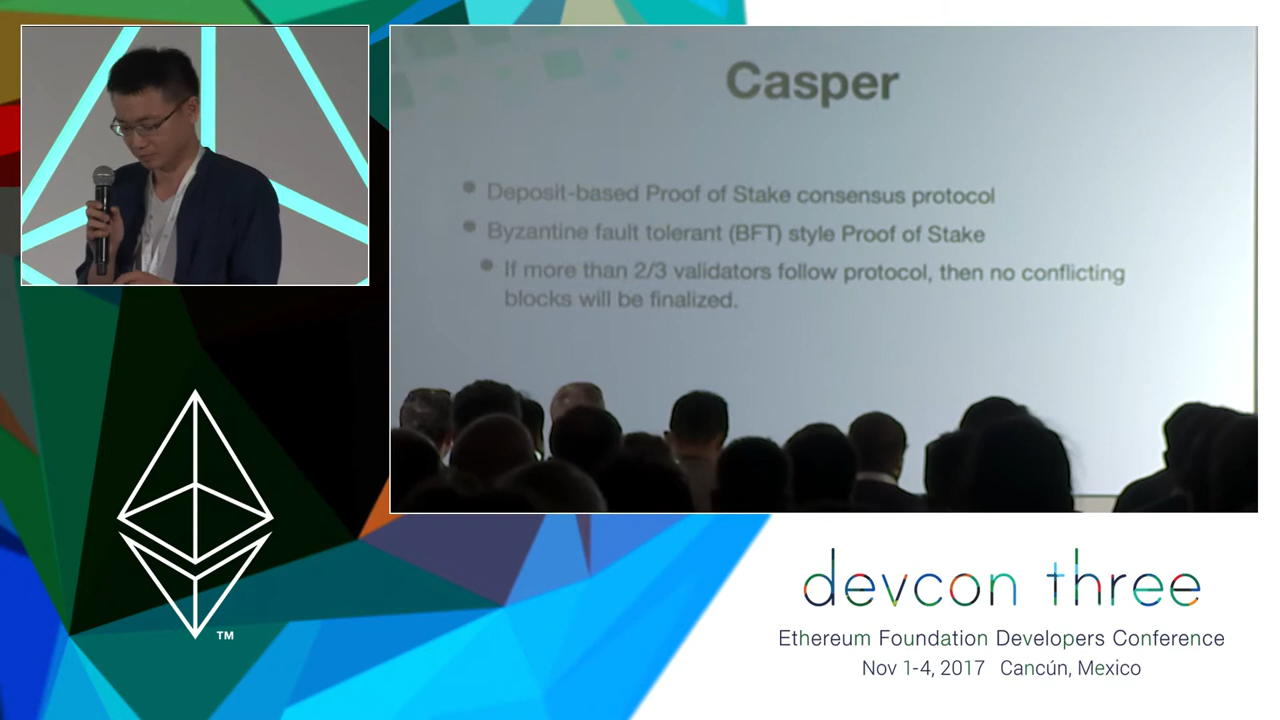 Casper
Deposit-based Proof of Stake consensus protocol
Byzantine fault tolerant (BFT) style Proof of Stake
If more than 2/3 validators follow protocol, then no conflicting
blocks will be finalized.
TM
devcon three
Ethereum Foundation Developers Conference
Nov 1-4, 2017 Cancún, Mexico